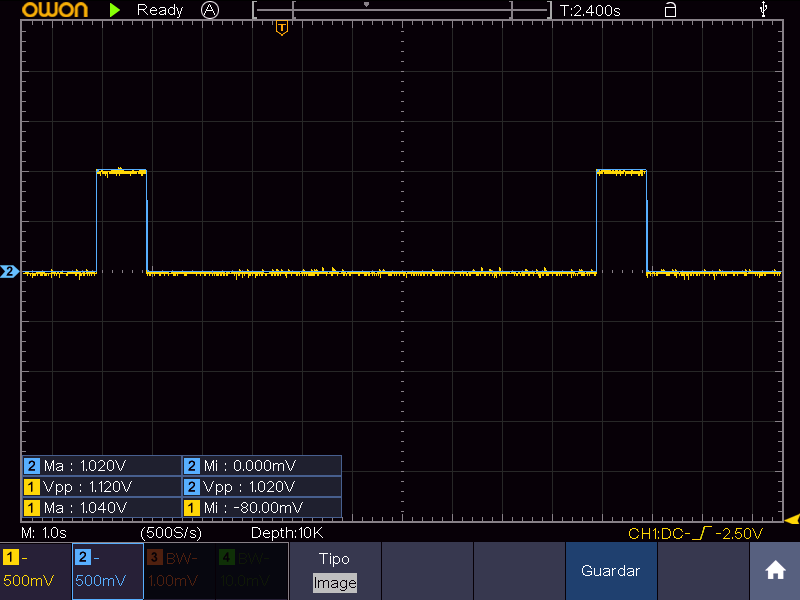 OWON Ready A T:2.400s
T
2
2 Ma : 1.020V 2 Mi : 0.000mV
1 Vpp : 1.120V 2 Vpp : 1.020V
1 Ma : 1.040V 1 Mi : -80.00mV
M: 1.0s (500S/s) Depth:10K CH1:DC- -2.50V
1 - 2 - 3 BW- 4 BW- Tipo
500mV 500mV 1.00mV 10.0mV Image Guardar